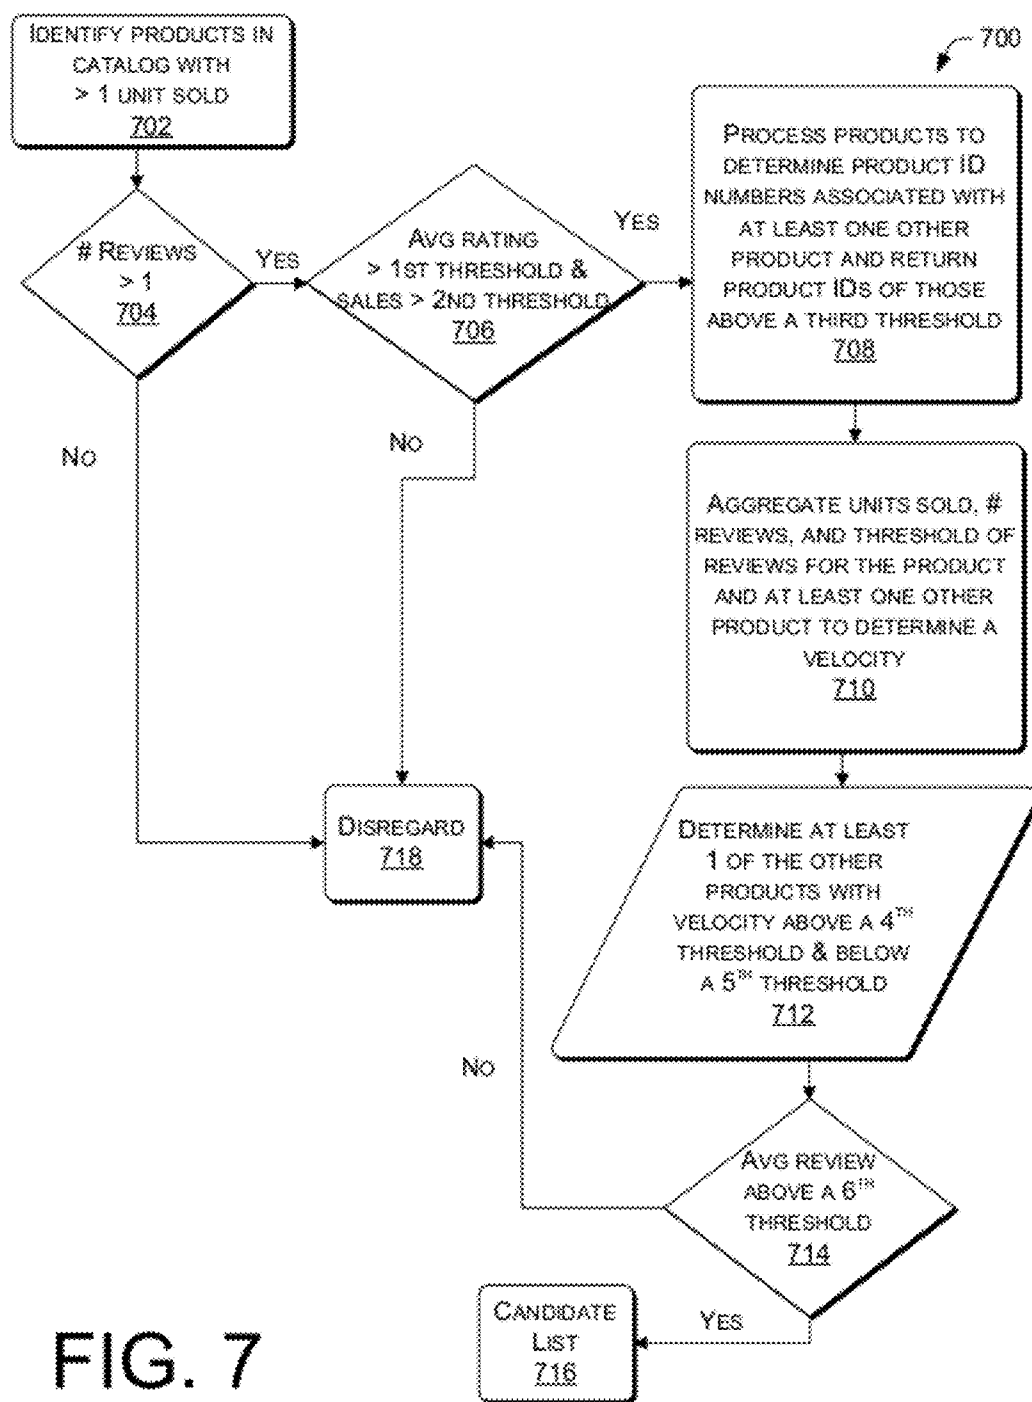 IDENTIFY PRODUCTS IN
CATALOG WITH
> 1 UNIT SOLD
702
700
# REVIEWS
> 1
704
YES
AVG RATING
> 1ST THRESHOLD &
SALES > 2ND THRESHOLD
706
YES
PROCESS PRODUCTS TO
DETERMINE PRODUCT ID
NUMBERS ASSOCIATED WITH
AT LEAST ONE OTHER
PRODUCT AND RETURN
PRODUCT IDS OF THOSE
ABOVE A THIRD THRESHOLD
708
NO
NO
AGGREGATE UNITS SOLD, #
REVIEWS, AND THRESHOLD OF
REVIEWS FOR THE PRODUCT
AND AT LEAST ONE OTHER
PRODUCT TO DETERMINE A
VELOCITY
710
DISREGARD
718
DETERMINE AT LEAST
1 OF THE OTHER
PRODUCTS WITH
VELOCITY ABOVE A 4TH
THRESHOLD & BELOW
A 5TH THRESHOLD
712
NO
AVG REVIEW
ABOVE A 6TH
THRESHOLD
714
YES
CANDIDATE
LIST
716
FIG. 7